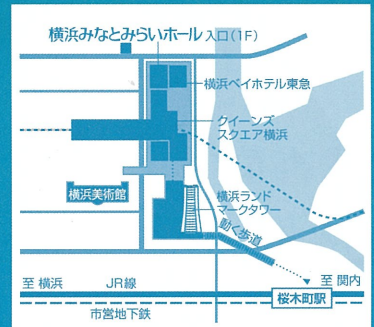 横浜みなとみらいホール 入口(1F)
横浜ベイホテル東急
クイーンズ
スクエア横浜
横浜美術館
横浜ランド
マークタワー
動く歩道
至 横浜
JR線
至 関内
桜木町駅
市営地下鉄